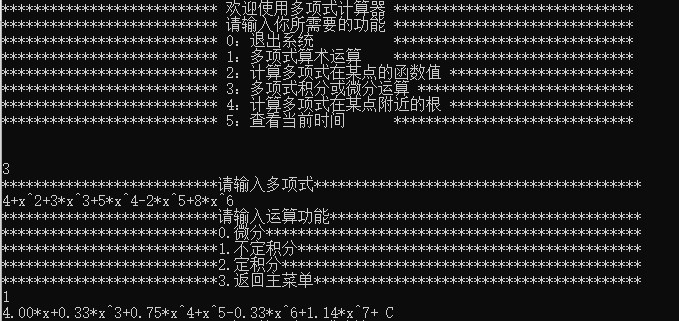 *************************** 欢迎使用多项式计算器 ******************************
*************************** 请输入你所需要的功能 ******************************
*************************** 0：退出系统          ******************************
*************************** 1：多项式算术运算    ******************************
*************************** 2：计算多项式在某点的函数值 ***********************
*************************** 3：多项式积分或微分运算 ***************************
*************************** 4：计算多项式在某点附近的根 ***********************
*************************** 5：查看当前时间      ******************************
3
***************************请输入多项式*****************************************
4+x^2+3*x^3+5*x^4-2*x^5+8*x^6
***************************请输入运算功能***************************************
***************************0.微分***********************************************
***************************1.不定积分*******************************************
***************************2.定积分*********************************************
***************************3.返回主菜单*****************************************
1
4.00*x+0.33*x^3+0.75*x^4+x^5-0.33*x^6+1.14*x^7+ C